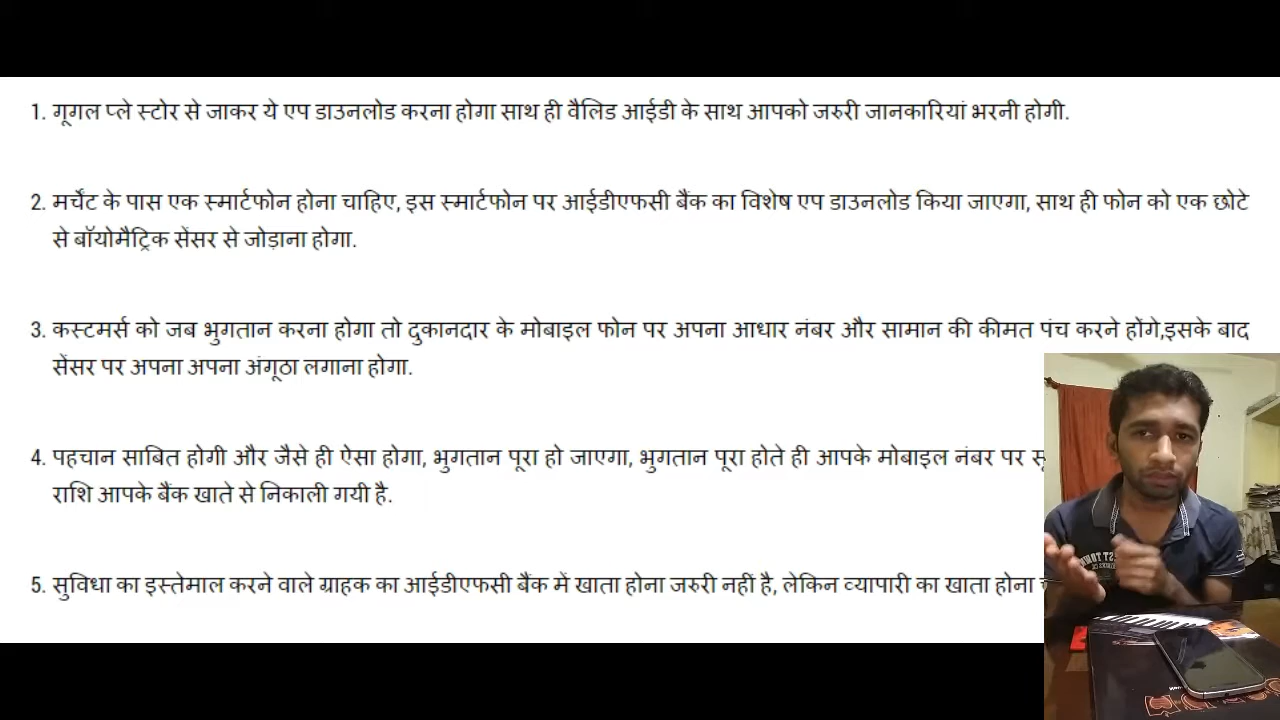 1. गूगल प्ले स्टोर से जाकर ये एप डाउनलोड करना होगा साथ ही वैलिड आईडी के साथ आपको जरुरी जानकारियां भरनी होगी.
2. मर्चेंट के पास एक स्मार्टफोन होना चाहिए, इस स्मार्टफोन पर आईडीएफसी बैंक का विशेष एप डाउनलोड किया जाएगा, साथ ही फोन को एक छोटे
से बॉयोमैट्रिक सेंसर से जोड़ाना होगा.
3. कस्टमर्स को जब भुगतान करना होगा तो दुकानदार के मोबाइल फोन पर अपना आधार नंबर और सामान की कीमत पंच करने होंगे,इसके बाद
सेंसर पर अपना अपना अंगूठा लगाना होगा.
4. पहचान साबित होगी और जैसे ही ऐसा होगा, भुगतान पूरा हो जाएगा, भुगतान पूरा होते ही आपके मोबाइल नंबर पर
राशि आपके बैंक खाते से निकाली गयी है.
5. सुविधा का इस्तेमाल करने वाले ग्राहक का आईडीएफसी बैंक में खाता होना जरुरी नहीं है, लेकिन व्यापारी का खाता होना